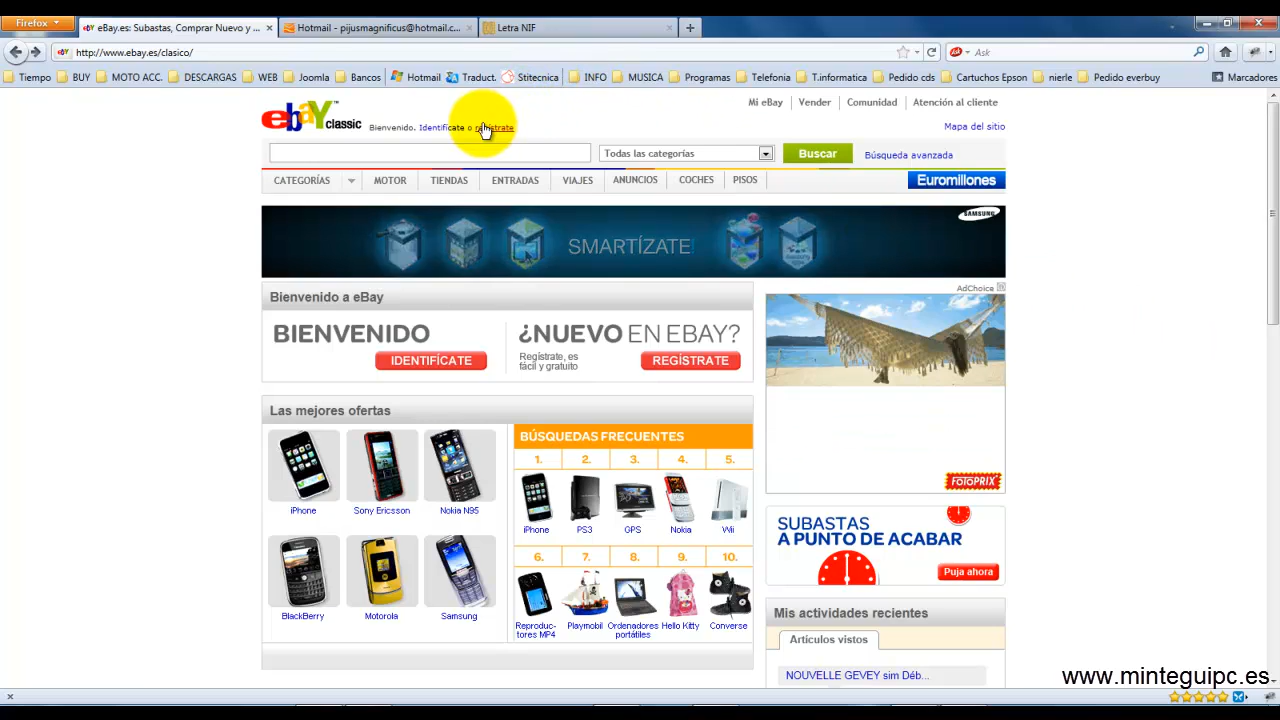 Firefox
eBay.es: Subastas, Comprar Nuevo y ...
Hotmail - pijusmagnificus@hotmail.c...
Letra NIF
http://www.ebay.es/clasico/
Ask
Tiempo BUY MOTO ACC. DESCARGAS WEB Joomla Bancos Hotmail Traduct. Stitecnica INFO MUSICA Programas Telefonia T.informatica Pedido cds Cartuchos Epson nierle Pedido everbuy Marcadores
Mi eBay Vender Comunidad Atención al cliente
ebay™ classic
Bienvenido. Identifícate o regístrate
Mapa del sitio
Todas las categorías
Buscar
Búsqueda avanzada
CATEGORÍAS MOTOR TIENDAS ENTRADAS VIAJES ANUNCIOS COCHES PISOS
Euromillones
SMARTÍZATE!
SAMSUNG
AdChoice
Bienvenido a eBay
BIENVENIDO
IDENTIFÍCATE
¿NUEVO EN EBAY?
Regístrate, es
fácil y gratuito
REGÍSTRATE
FOTOPRIX
Las mejores ofertas
iPhone
Sony Ericsson
Nokia N95
BlackBerry
Motorola
Samsung
BÚSQUEDAS FRECUENTES
1. 2. 3. 4. 5.
iPhone PS3 GPS Nokia Wii
6. 7. 8. 9. 10.
Reproduc-
tores MP4
Playmobil
Ordenadores
portátiles
Hello Kitty
Converse
SUBASTAS
A PUNTO DE ACABAR
Puja ahora
Mis actividades recientes
Artículos vistos
NOUVELLE GEVEY sim Déb...
www.minteguipc.es